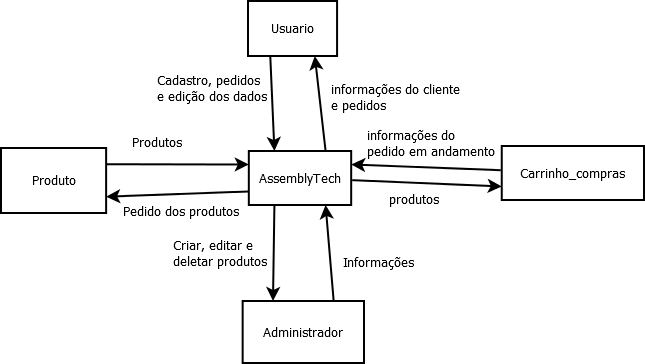 Usuario
Cadastro, pedidos
e edição dos dados
informações do cliente
e pedidos
Produtos
informações do
pedido em andamento
Produto
AssemblyTech
Carrinho_compras
Pedido dos produtos
produtos
Criar, editar e
deletar produtos
Informações
Administrador